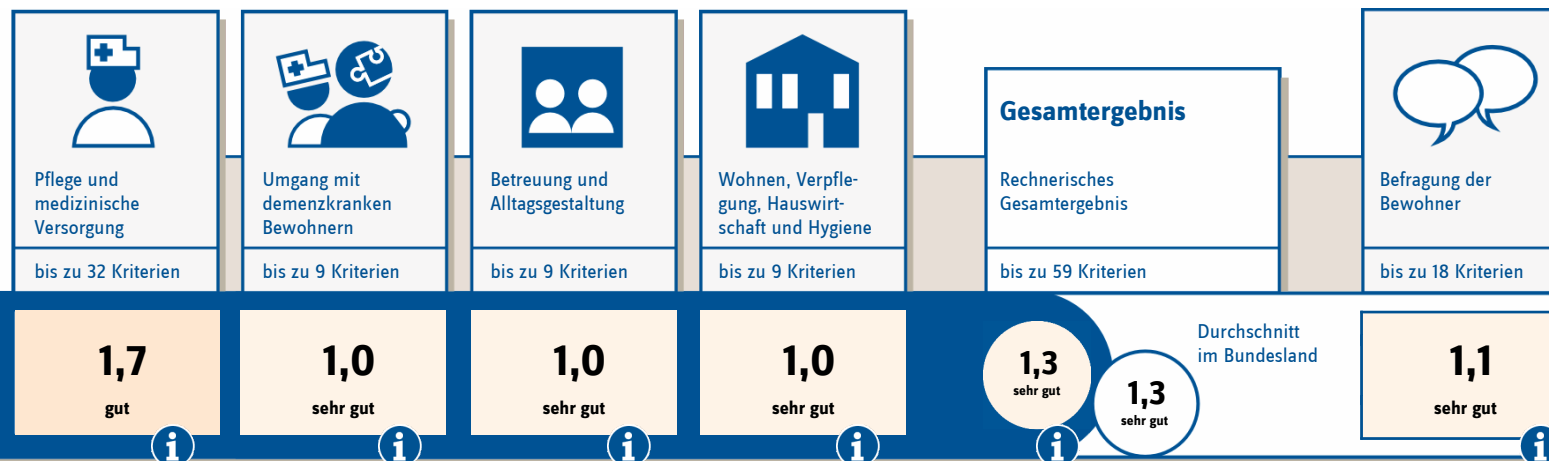 Pflege und
medizinische
Versorgung
bis zu 32 Kriterien
1,7
gut
i
Umgang mit
demenzkranken
Bewohnern
bis zu 9 Kriterien
1,0
sehr gut
i
Betreuung und
Alltagsgestaltung
bis zu 9 Kriterien
1,0
sehr gut
i
Wohnen, Verpfle-
gung, Hauswirt-
schaft und Hygiene
bis zu 9 Kriterien
1,0
sehr gut
i
Gesamtergebnis
Rechnerisches
Gesamtergebnis
bis zu 59 Kriterien
1,3
sehr gut
i
1,3
sehr gut
Durchschnitt
im Bundesland
Befragung der
Bewohner
bis zu 18 Kriterien
1,1
sehr gut
i